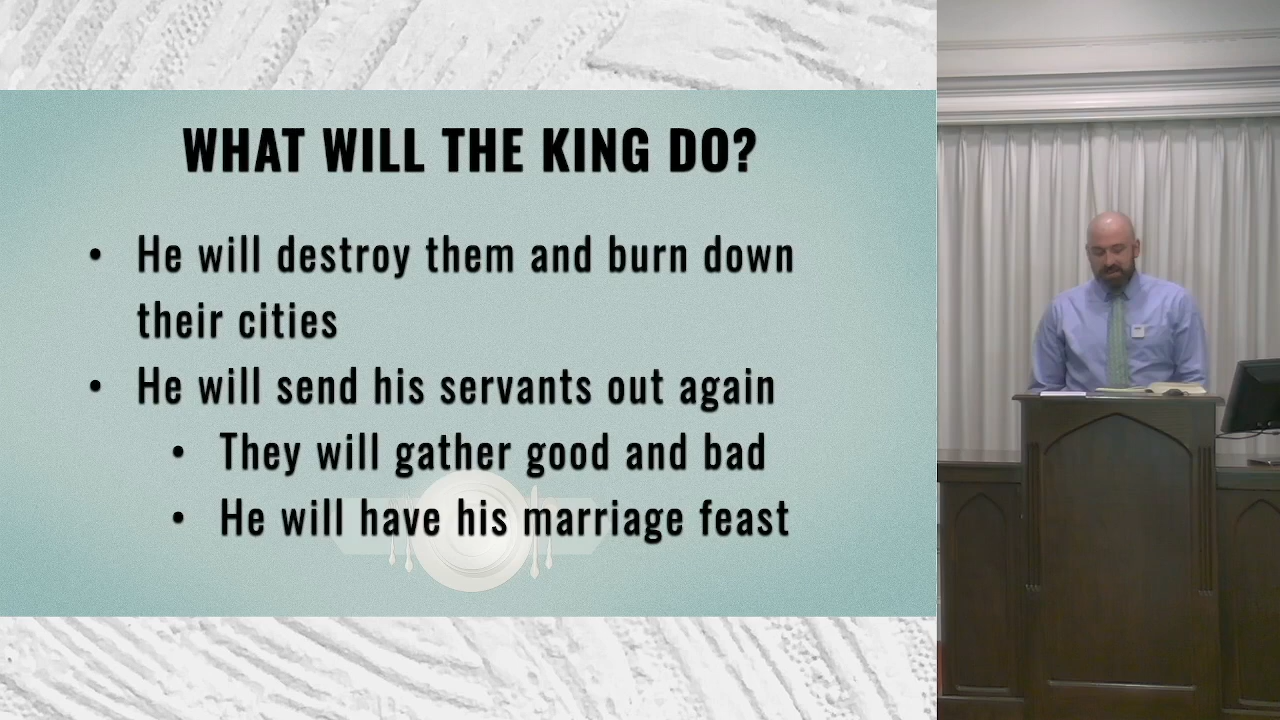 WHAT WILL THE KING DO?
• He will destroy them and burn down
their cities
• He will send his servants out again
• They will gather good and bad
• He will have his marriage feast